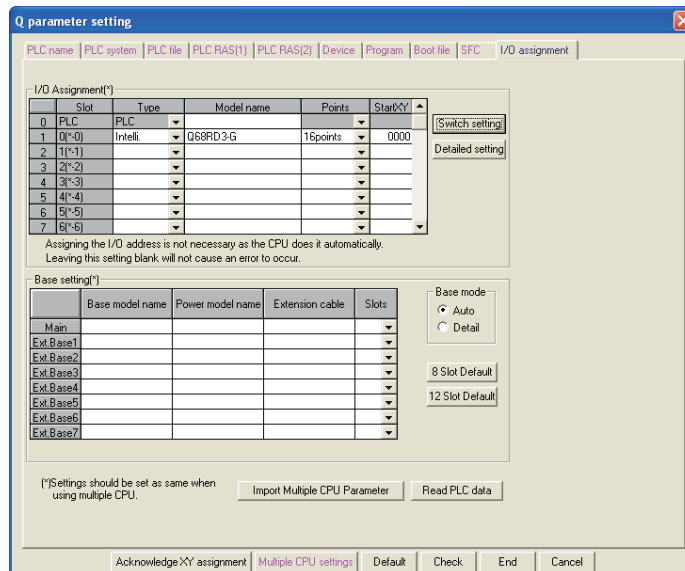 Q parameter setting
PLC name PLC system PLC file PLC RAS(1) PLC RAS(2) Device Program Boot file SFC I/O assignment
I/O Assignment(*)
Slot Type Model name Points StartXY
0 PLC PLC
1 0(*-0) Intelli. Q68RD3-G 16points 0000
2 1(*-1)
3 2(*-2)
4 3(*-3)
5 4(*-4)
6 5(*-5)
7 6(*-6)
Switch setting
Detailed setting
Assigning the I/O address is not necessary as the CPU does it automatically.
Leaving this setting blank will not cause an error to occur.
Base setting(*)
Base model name Power model name Extension cable Slots
Main
Ext.Base1
Ext.Base2
Ext.Base3
Ext.Base4
Ext.Base5
Ext.Base6
Ext.Base7
Base mode
Auto
Detail
8 Slot Default
12 Slot Default
(*)Settings should be set as same when
using multiple CPU.
Import Multiple CPU Parameter Read PLC data
Acknowledge XY assignment Multiple CPU settings Default Check End Cancel